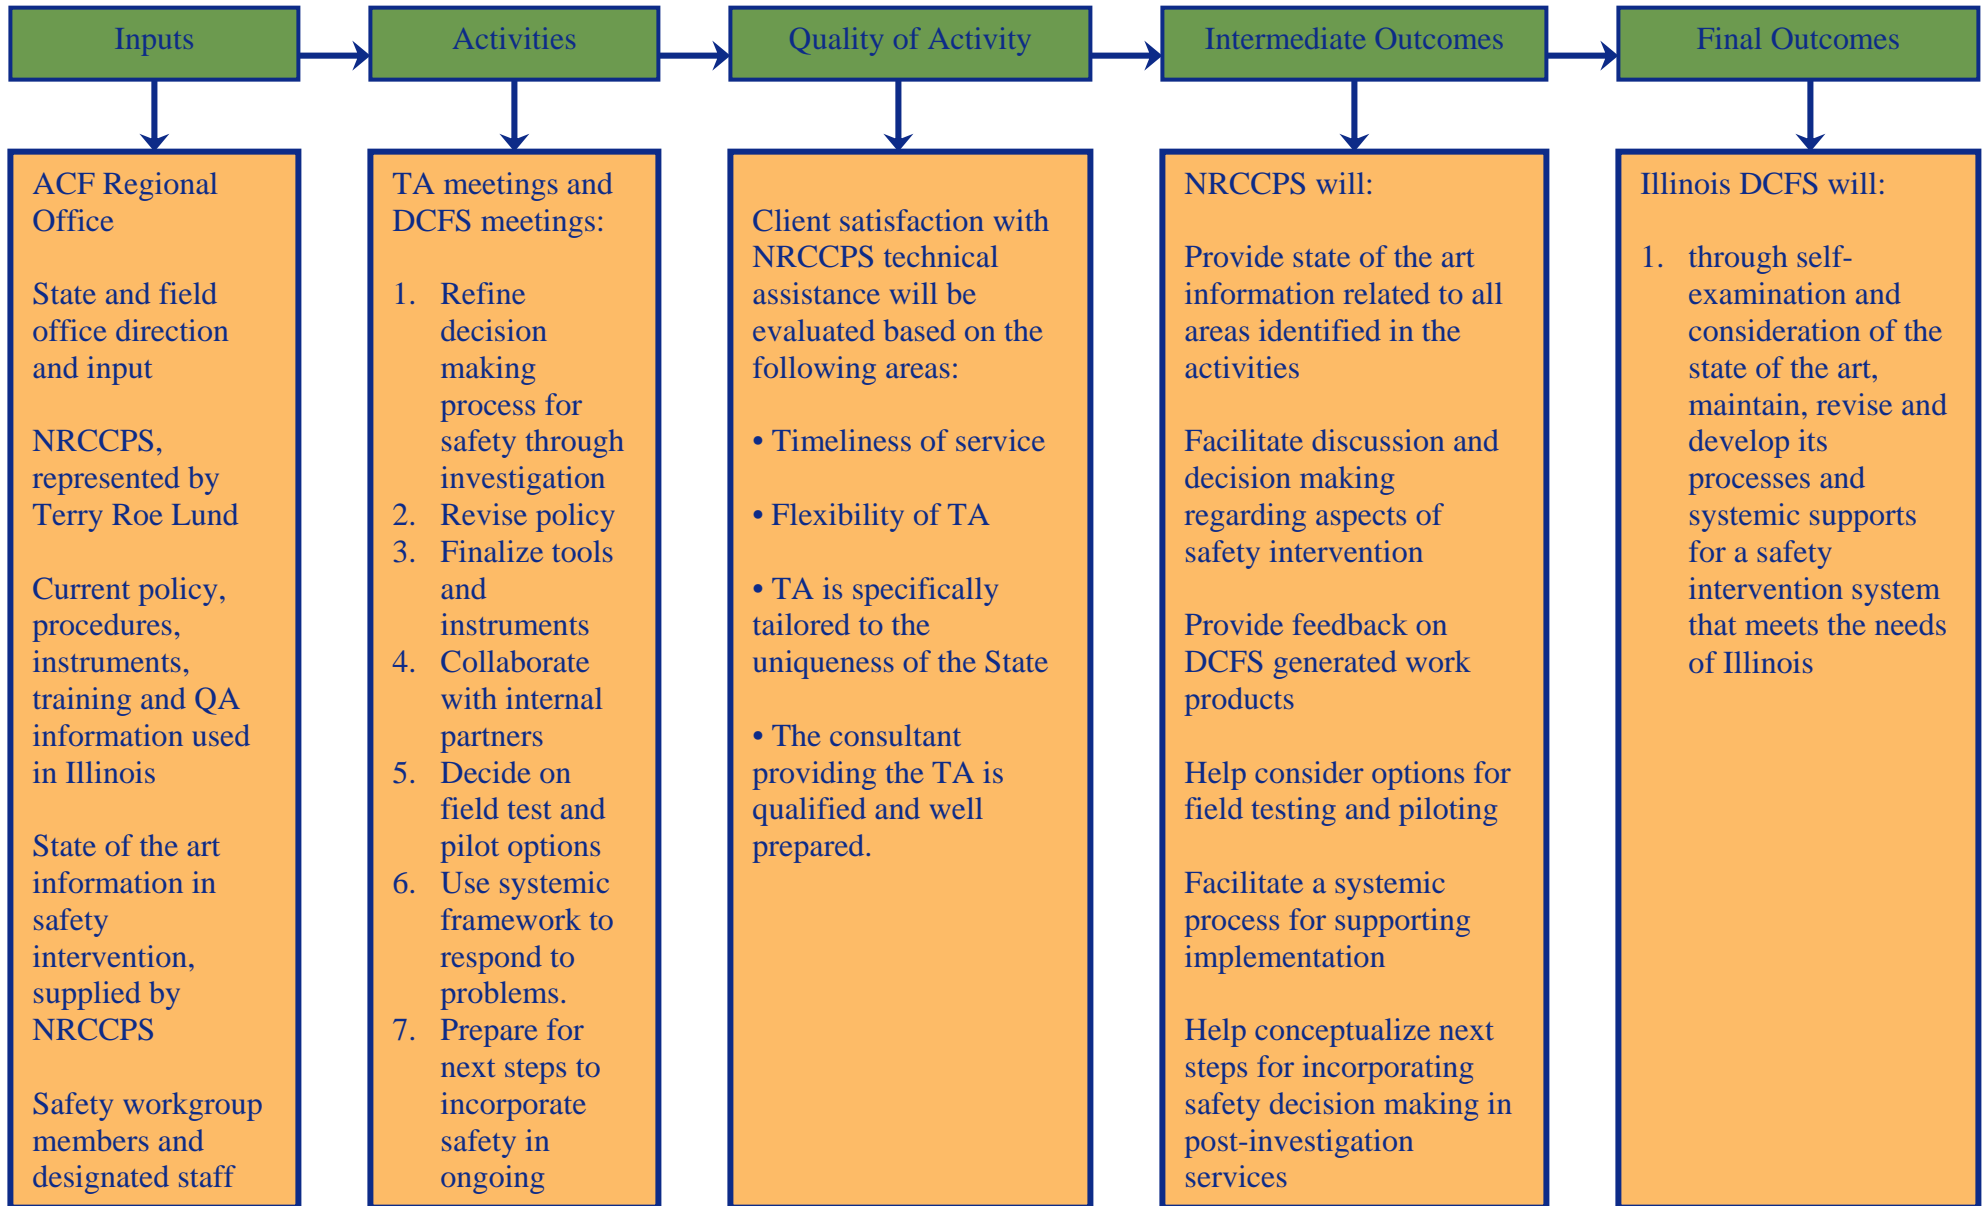 Inputs
Activities
Quality of Activity
Intermediate Outcomes
Final Outcomes
ACF Regional
Office
State and field
office direction
and input
NRCCPS,
represented by
Terry Roe Lund
Current policy,
procedures,
instruments,
training and QA
information used
in Illinois
State of the art
information in
safety
intervention,
supplied by
NRCCPS
Safety workgroup
members and
designated staff
TA meetings and
DCFS meetings:
1. Refine
decision
making
process for
safety through
investigation
2. Revise policy
3. Finalize tools
and
instruments
4. Collaborate
with internal
partners
5. Decide on
field test and
pilot options
6. Use systemic
framework to
respond to
problems.
7. Prepare for
next steps to
incorporate
safety in
ongoing
Client satisfaction with
NRCCPS technical
assistance will be
evaluated based on the
following areas:
• Timeliness of service
• Flexibility of TA
• TA is specifically
tailored to the
uniqueness of the State
• The consultant
providing the TA is
qualified and well
prepared.
NRCCPS will:
Provide state of the art
information related to all
areas identified in the
activities
Facilitate discussion and
decision making
regarding aspects of
safety intervention
Provide feedback on
DCFS generated work
products
Help consider options for
field testing and piloting
Facilitate a systemic
process for supporting
implementation
Help conceptualize next
steps for incorporating
safety decision making in
post-investigation
services
Illinois DCFS will:
1. through self-
examination and
consideration of the
state of the art,
maintain, revise and
develop its
processes and
systemic supports
for a safety
intervention system
that meets the needs
of Illinois